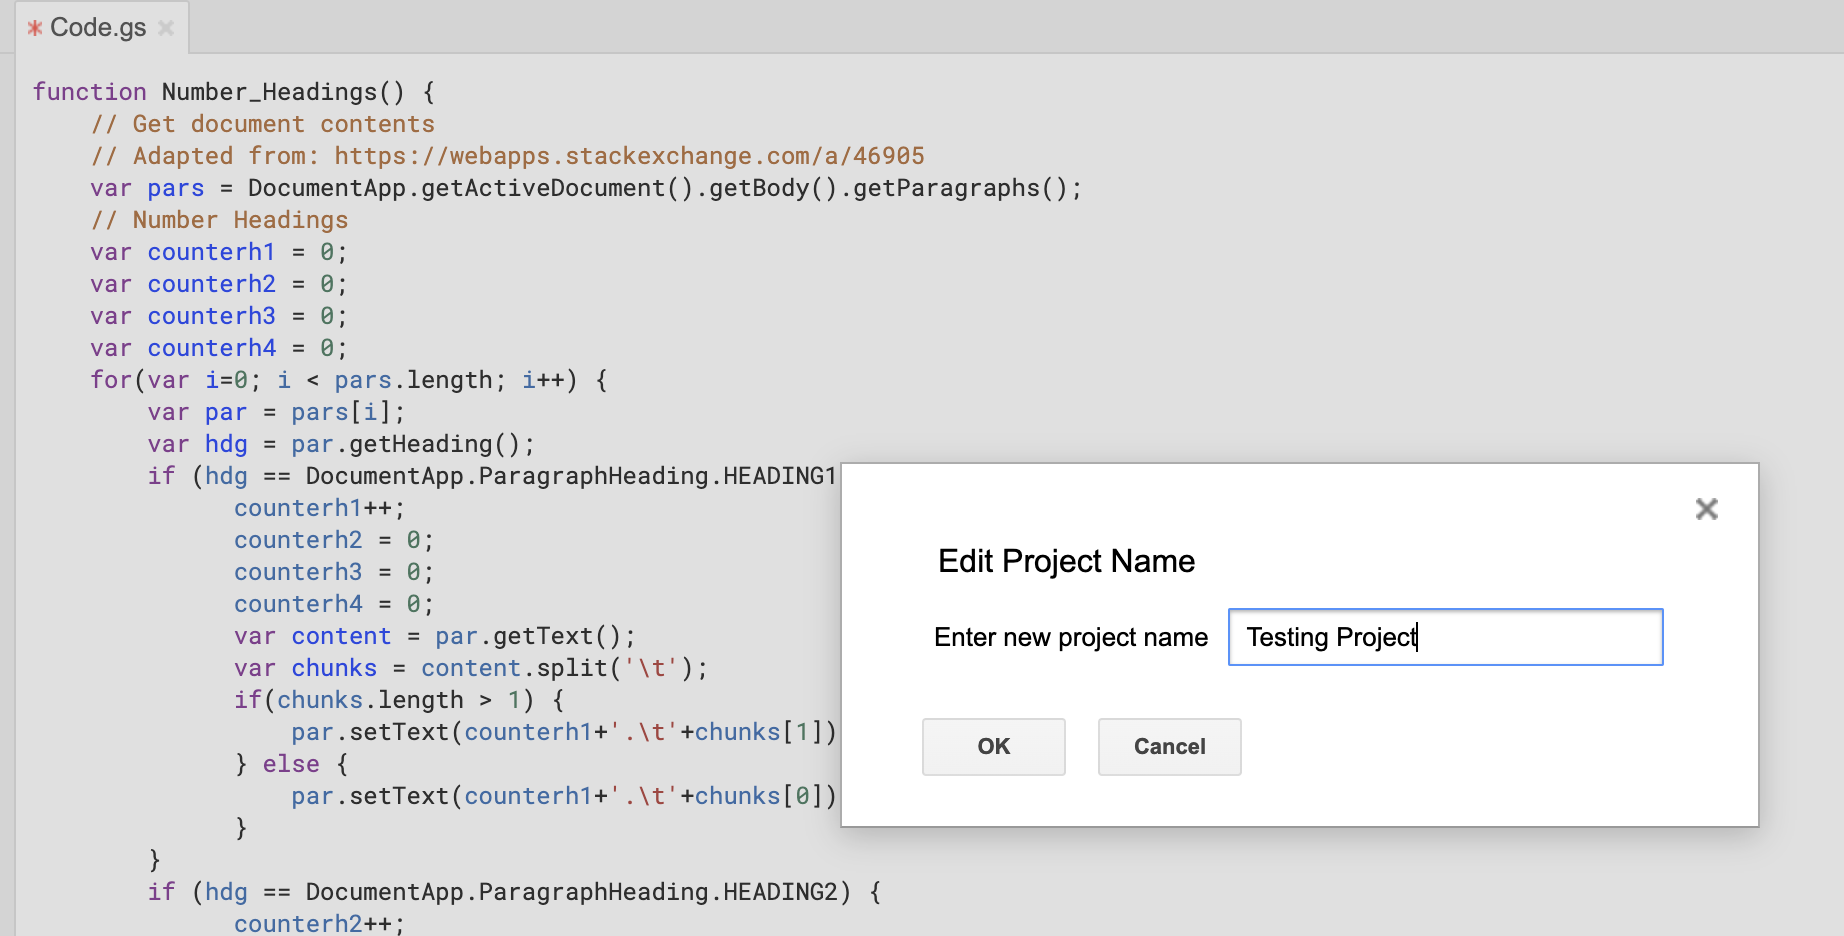 * Code.gs ×
function Number_Headings() {
// Get document contents
// Adapted from: https://webapps.stackexchange.com/a/46905
var pars = DocumentApp.getActiveDocument().getBody().getParagraphs();
// Number Headings
var counterh1 = 0;
var counterh2 = 0;
var counterh3 = 0;
var counterh4 = 0;
for(var i=0; i < pars.length; i++) {
var par = pars[i];
var hdg = par.getHeading();
if (hdg == DocumentApp.ParagraphHeading.HEADING1
counterh1++;
counterh2 = 0;
counterh3 = 0;
counterh4 = 0;
var content = par.getText();
var chunks = content.split('\t');
if(chunks.length > 1) {
par.setText(counterh1+'.\t'+chunks[1])
} else {
par.setText(counterh1+'.\t'+chunks[0])
}
}
if (hdg == DocumentApp.ParagraphHeading.HEADING2) {
counterh2++;
Edit Project Name
Enter new project name Testing Project
OK Cancel